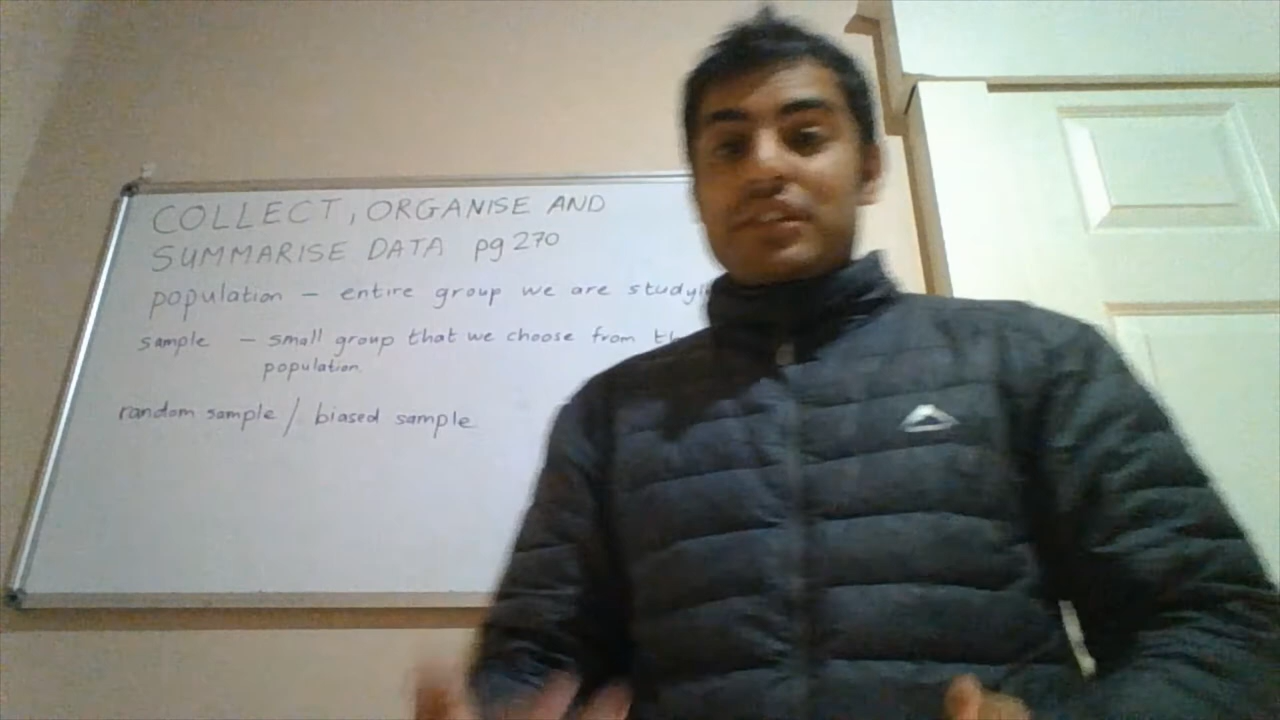 COLLECT, ORGANISE AND
SUMMARISE DATA pg 270
population – entire group we are
sample – small group that we choose from
population
random sample / biased sample